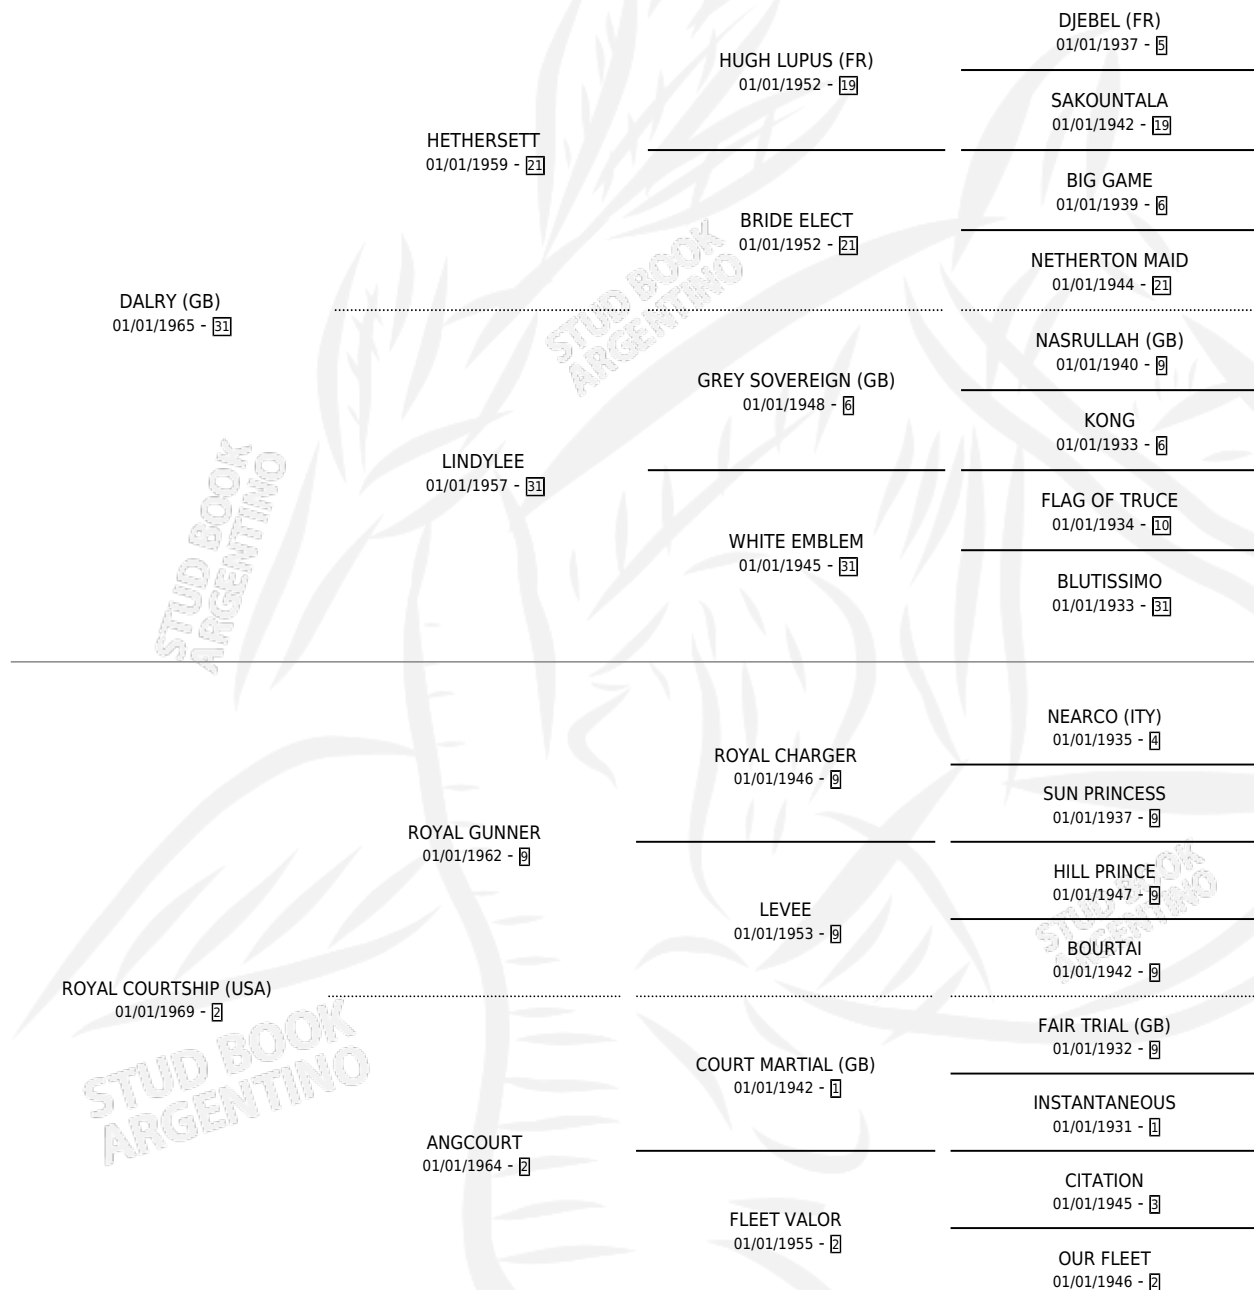 DJEBEL (FR)
01/01/1937 - 5
HUGH LUPUS (FR)
01/01/1952 - 19
SAKOUNTALA
01/01/1942 - 19
HETHERSETT
01/01/1959 - 21
BIG GAME
01/01/1939 - 6
BRIDE ELECT
01/01/1952 - 21
NETHERTON MAID
01/01/1944 - 21
DALRY (GB)
01/01/1965 - 31
STUD BOOK
ARGENTINO
NASRULLAH (GB)
01/01/1940 - 9
GREY SOVEREIGN (GB)
01/01/1948 - 6
KONG
01/01/1933 - 6
LINDYLEE
01/01/1957 - 31
FLAG OF TRUCE
01/01/1934 - 10
WHITE EMBLEM
01/01/1945 - 31
BLUTISSIMO
01/01/1933 - 31
STUD BOOK
ARGENTINO
NEARCO (ITY)
01/01/1935 - 4
ROYAL CHARGER
01/01/1946 - 9
SUN PRINCESS
01/01/1937 - 9
ROYAL GUNNER
01/01/1962 - 9
HILL PRINCE
01/01/1947 - 9
LEVEE
01/01/1953 - 9
BOURTAI
01/01/1942 - 9
STUD BOOK
ARGENTINO
ROYAL COURTSHIP (USA)
01/01/1969 - 2
STUD BOOK
ARGENTINO
FAIR TRIAL (GB)
01/01/1932 - 9
COURT MARTIAL (GB)
01/01/1942 - 1
INSTANTANEOUS
01/01/1931 - 1
ANGCOURT
01/01/1964 - 2
CITATION
01/01/1945 - 3
FLEET VALOR
01/01/1955 - 2
OUR FLEET
01/01/1946 - 2